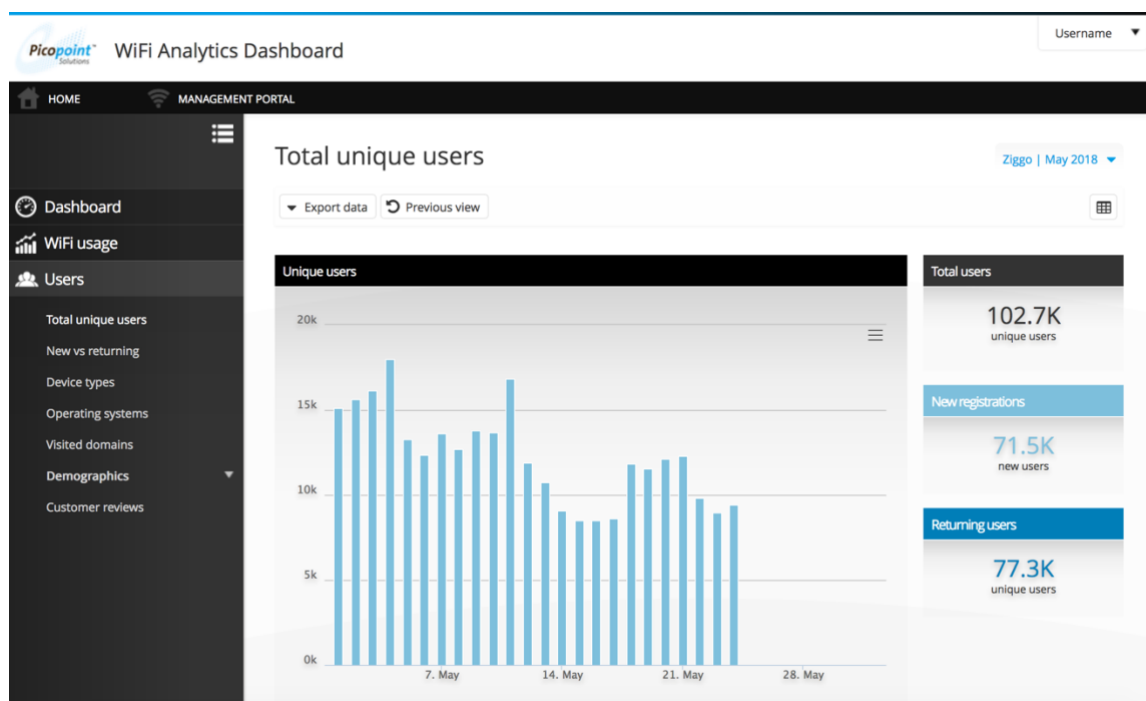 Picopoint™
Solutions
WiFi Analytics Dashboard
Username
HOME
MANAGEMENT PORTAL
Total unique users
Ziggo | May 2018
Dashboard
Export data
Previous view
WiFi usage
Users
Unique users
Total users
Total unique users
New vs returning
Device types
Operating systems
Visited domains
Demographics
Customer reviews
20k
15k
10k
5k
0k
7. May
14. May
21. May
28. May
102.7K
unique users
New registrations
71.5K
new users
Returning users
77.3K
unique users